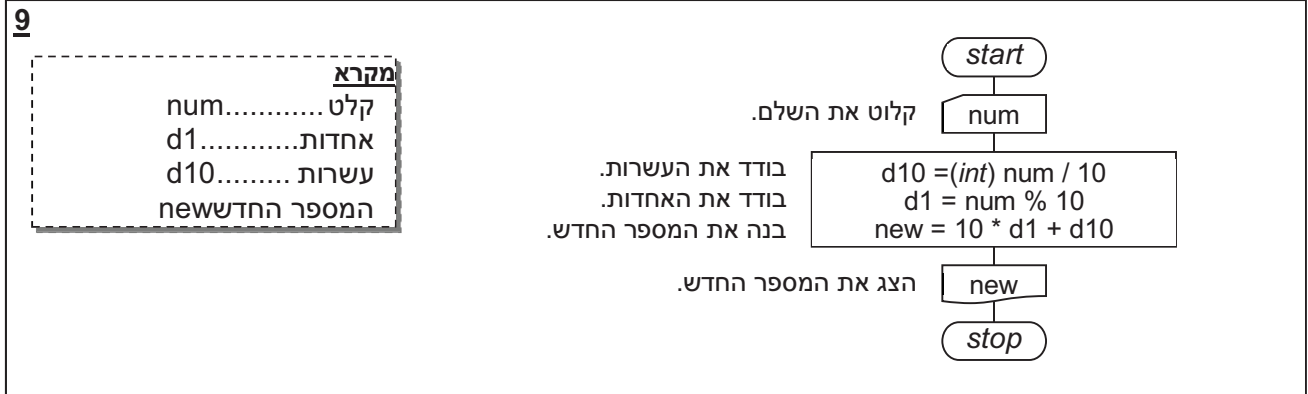 9
מקרא
קלט............num
אחדות............d1
עשרות .........d10
המספר החדשnew
start
קלוט את השלם.
num
בודד את העשרות.
d10 =(int) num / 10
בודד את האחדות.
d1 = num % 10
בנה את המספר החדש.
new = 10 * d1 + d10
הצג את המספר החדש.
new
stop